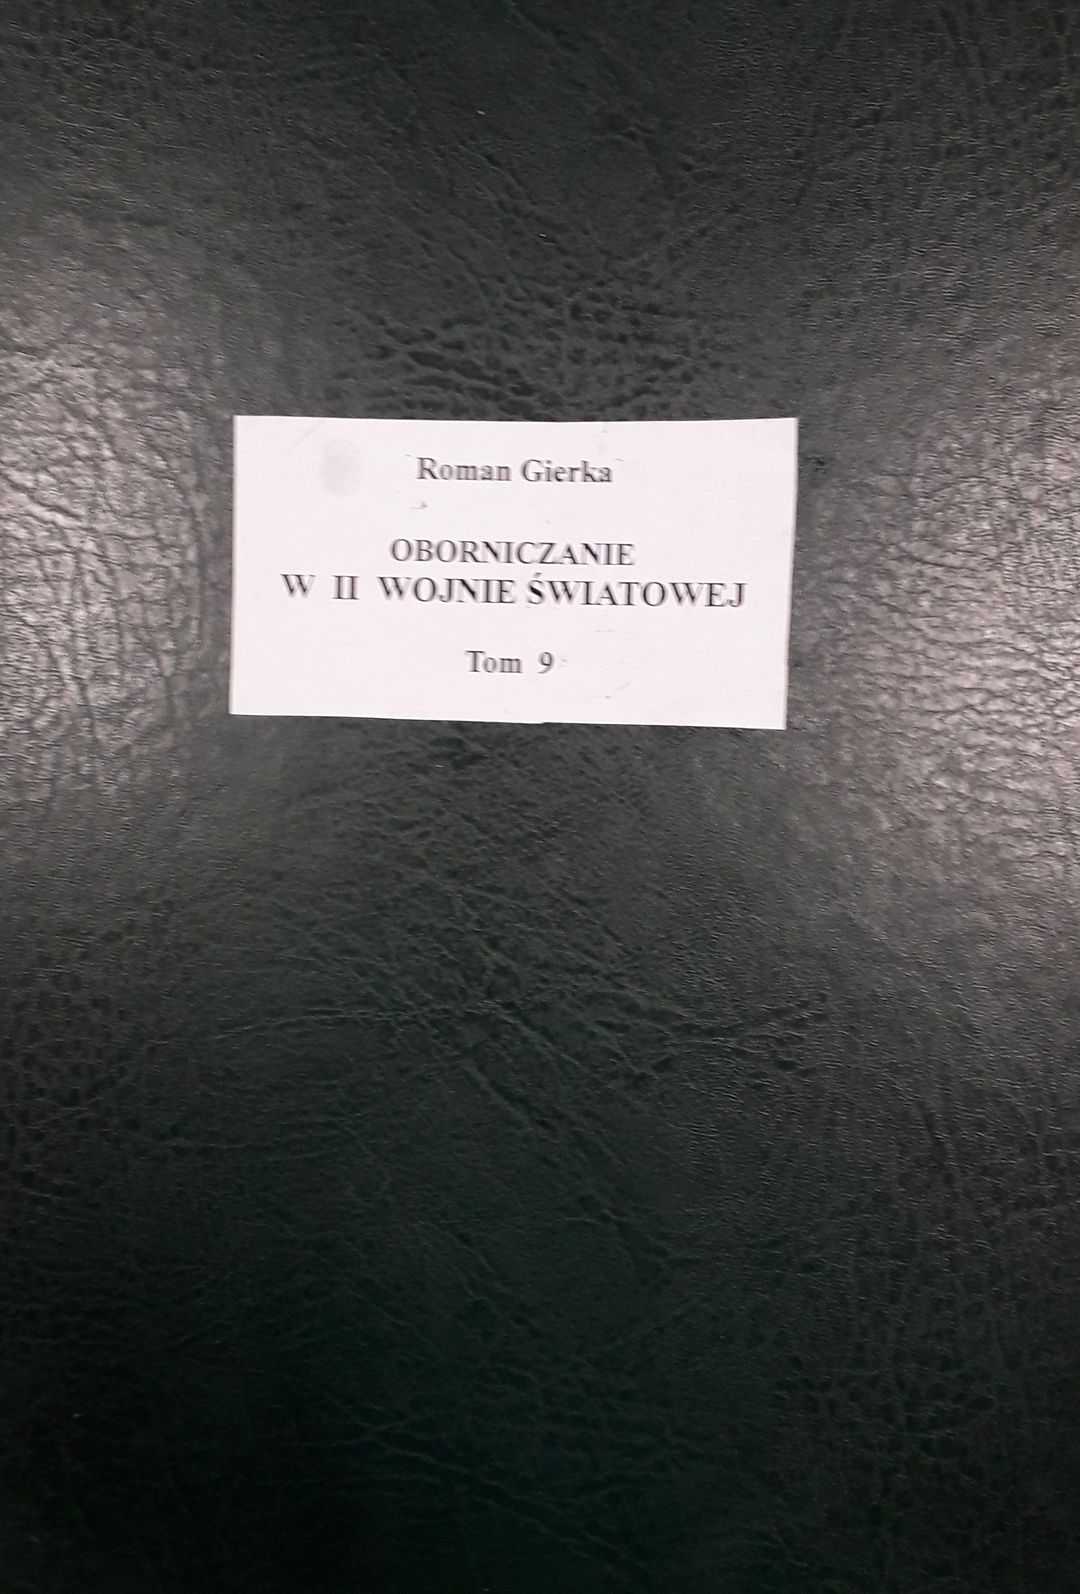 Roman Gierka
OBORNICZANIE
W II WOJNIE ŚWIATOWEJ
Tom 9